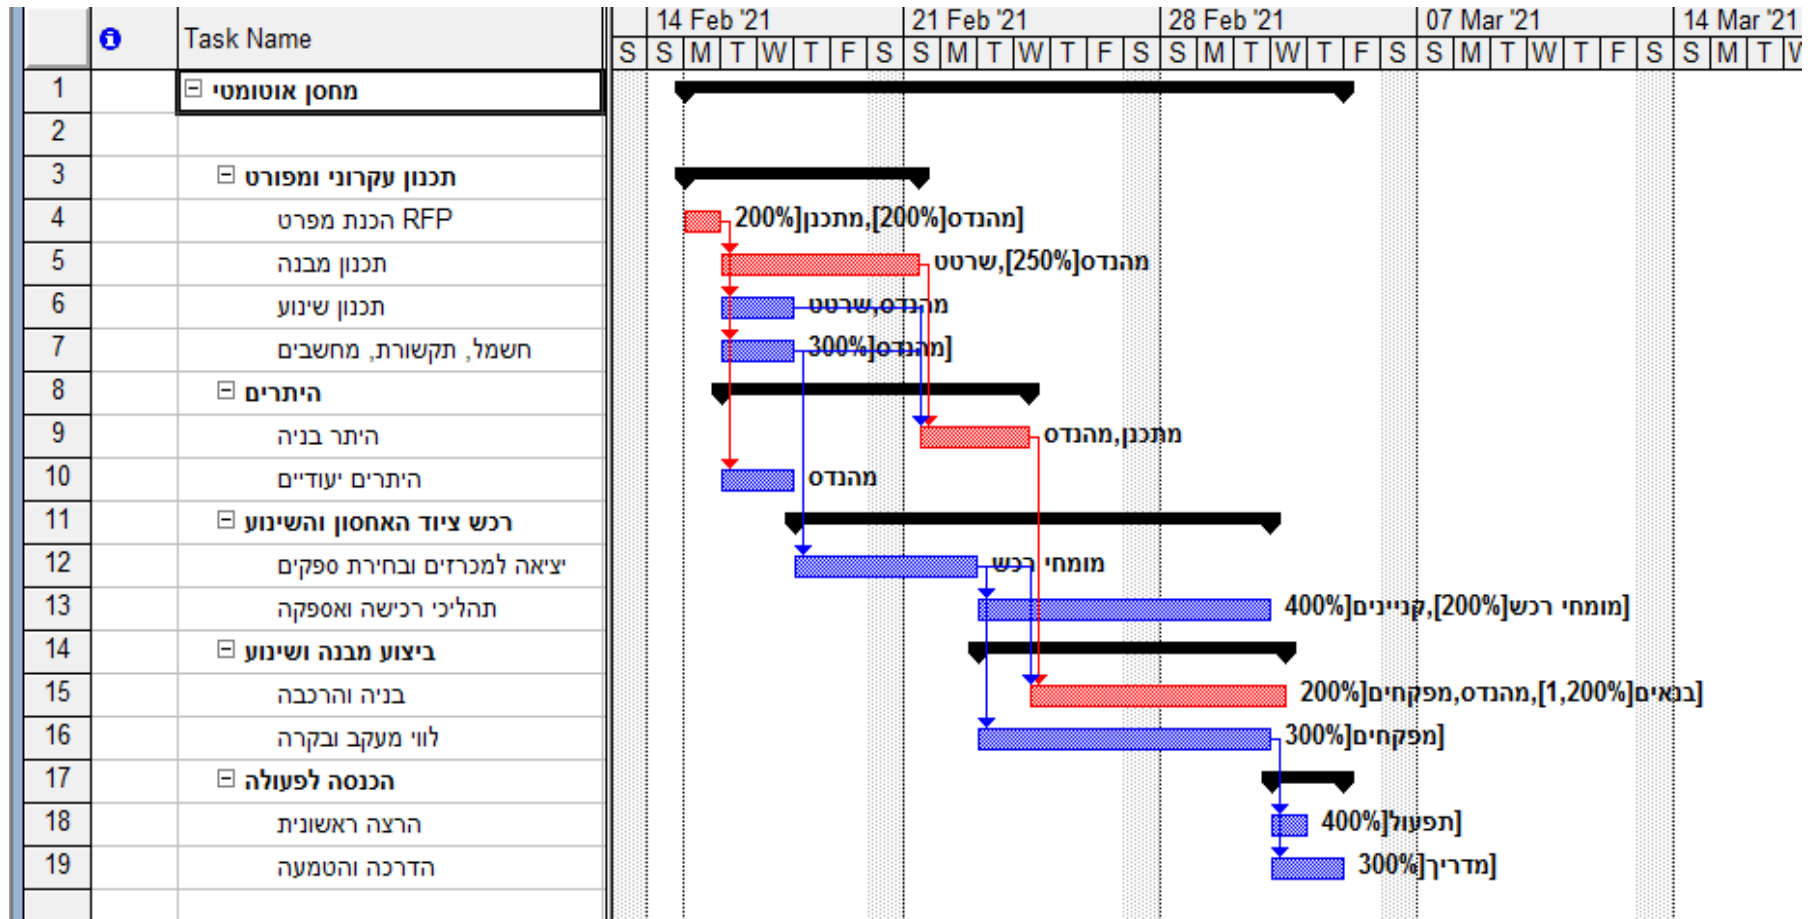 Task Name
14 Feb '21 21 Feb '21 28 Feb '21 07 Mar '21 14 Mar '21
S S M T W T F S S M T W T F S S M T W T F S S M T W T F S S M T W
1 מחסן אוטומטי
2
3 תכנון עקרוני ומפורט
4 הכנת מפרט RFP מהנדס[200%],מתכנן[200%]
5 תכנון מבנה מהנדס[250%],שרטט
6 תכנון שינוע מהנדס,שרטט
7 חשמל, תקשורת, מחשבים מהנדס[300%]
8 היתרים
9 היתר בניה מתכנן,מהנדס
10 היתרים יעודיים מהנדס
11 רכש ציוד האחסון והשינוע
12 יציאה למכרזים ובחירת ספקים מומחי רכש
13 תהליכי רכישה ואספקה מומחי רכש[200%],קניינים[400%]
14 ביצוע מבנה ושינוע
15 בניה והרכבה בנאים[1,200%],מהנדס,מפקחים[200%]
16 לווי מעקב ובקרה מפקחים[300%]
17 הכנסה לפעולה
18 הרצה ראשונית תפעול[400%]
19 הדרכה והטמעה מדריך[300%]